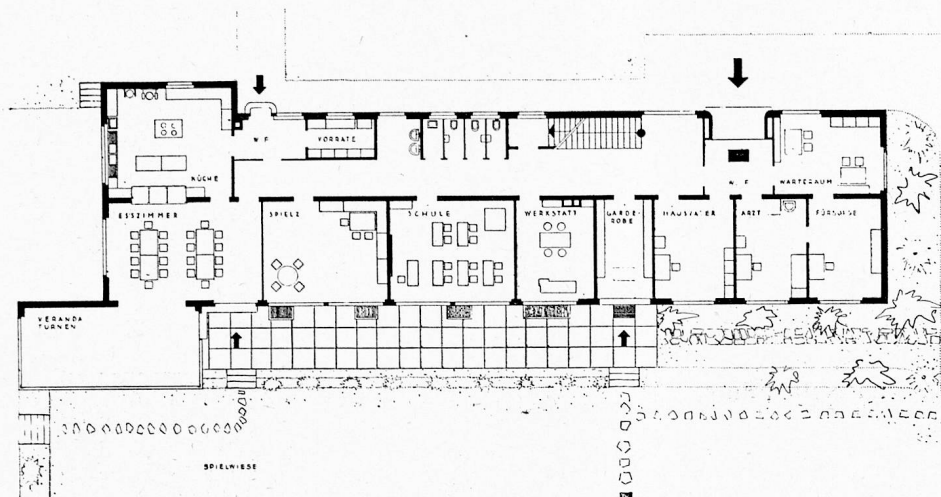 W.F.
VORRÄTE
KÜCHE
W.F.
WARTERAUM
ESSZIMMER
SPIELZ
SCHULE
WERKSTATT
GARDE-
ROBE
HAUSVATER
ARZT
FÜRSORGE
VERANDA
TURNEN
SPIELWIESE